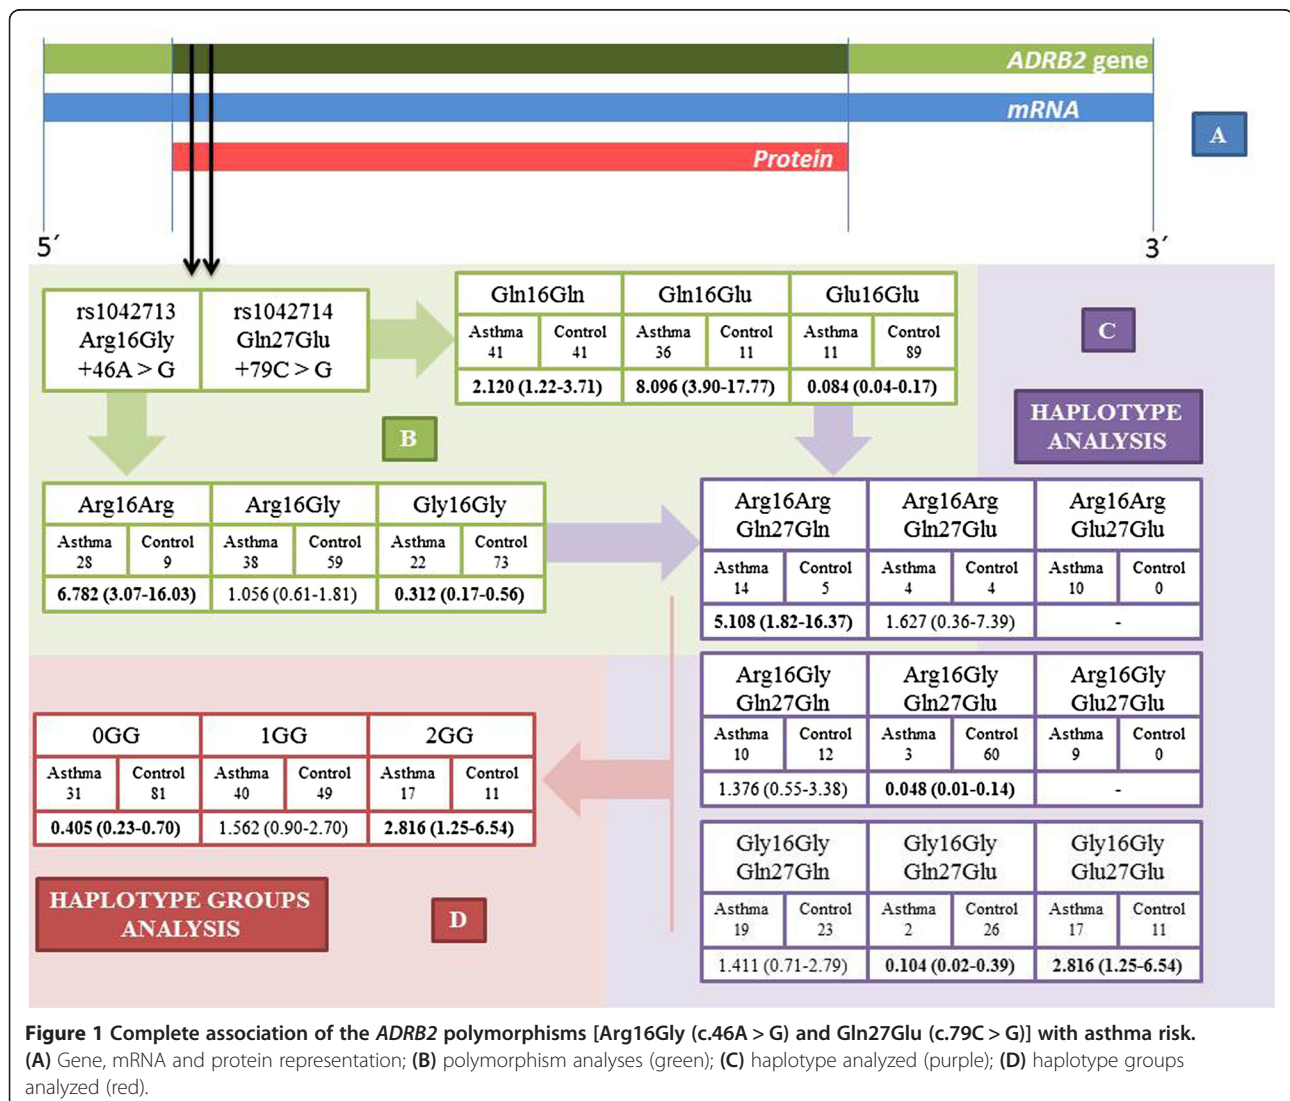 ADRB2 gene
mRNA
Protein
A
5´
3´
rs1042713
Arg16Gly
+46A > G
rs1042714
Gln27Glu
+79C > G
Gln16Gln
Gln16Glu
Glu16Glu
Asthma
41
Control
41
Asthma
36
Control
11
Asthma
11
Control
89
2.120 (1.22-3.71)
8.096 (3.90-17.77)
0.084 (0.04-0.17)
C
HAPLOTYPE
ANALYSIS
B
Arg16Arg
Arg16Gly
Gly16Gly
Asthma
28
Control
9
Asthma
38
Control
59
Asthma
22
Control
73
6.782 (3.07-16.03)
1.056 (0.61-1.81)
0.312 (0.17-0.56)
Arg16Arg
Gln27Gln
Arg16Arg
Gln27Glu
Arg16Arg
Glu27Glu
Asthma
14
Control
5
Asthma
4
Control
4
Asthma
10
Control
0
5.108 (1.82-16.37)
1.627 (0.36-7.39)
-
Arg16Gly
Gln27Gln
Arg16Gly
Gln27Glu
Arg16Gly
Glu27Glu
Asthma
10
Control
12
Asthma
3
Control
60
Asthma
9
Control
0
1.376 (0.55-3.38)
0.048 (0.01-0.14)
-
Gly16Gly
Gln27Gln
Gly16Gly
Gln27Glu
Gly16Gly
Glu27Glu
Asthma
19
Control
23
Asthma
2
Control
26
Asthma
17
Control
11
1.411 (0.71-2.79)
0.104 (0.02-0.39)
2.816 (1.25-6.54)
0GG
1GG
2GG
Asthma
31
Control
81
Asthma
40
Control
49
Asthma
17
Control
11
0.405 (0.23-0.70)
1.562 (0.90-2.70)
2.816 (1.25-6.54)
HAPLOTYPE GROUPS
ANALYSIS
D
Figure 1 Complete association of the ADRB2 polymorphisms [Arg16Gly (c.46A > G) and Gln27Glu (c.79C > G)] with asthma risk.
(A) Gene, mRNA and protein representation; (B) polymorphism analyses (green); (C) haplotype analyzed (purple); (D) haplotype groups
analyzed (red).